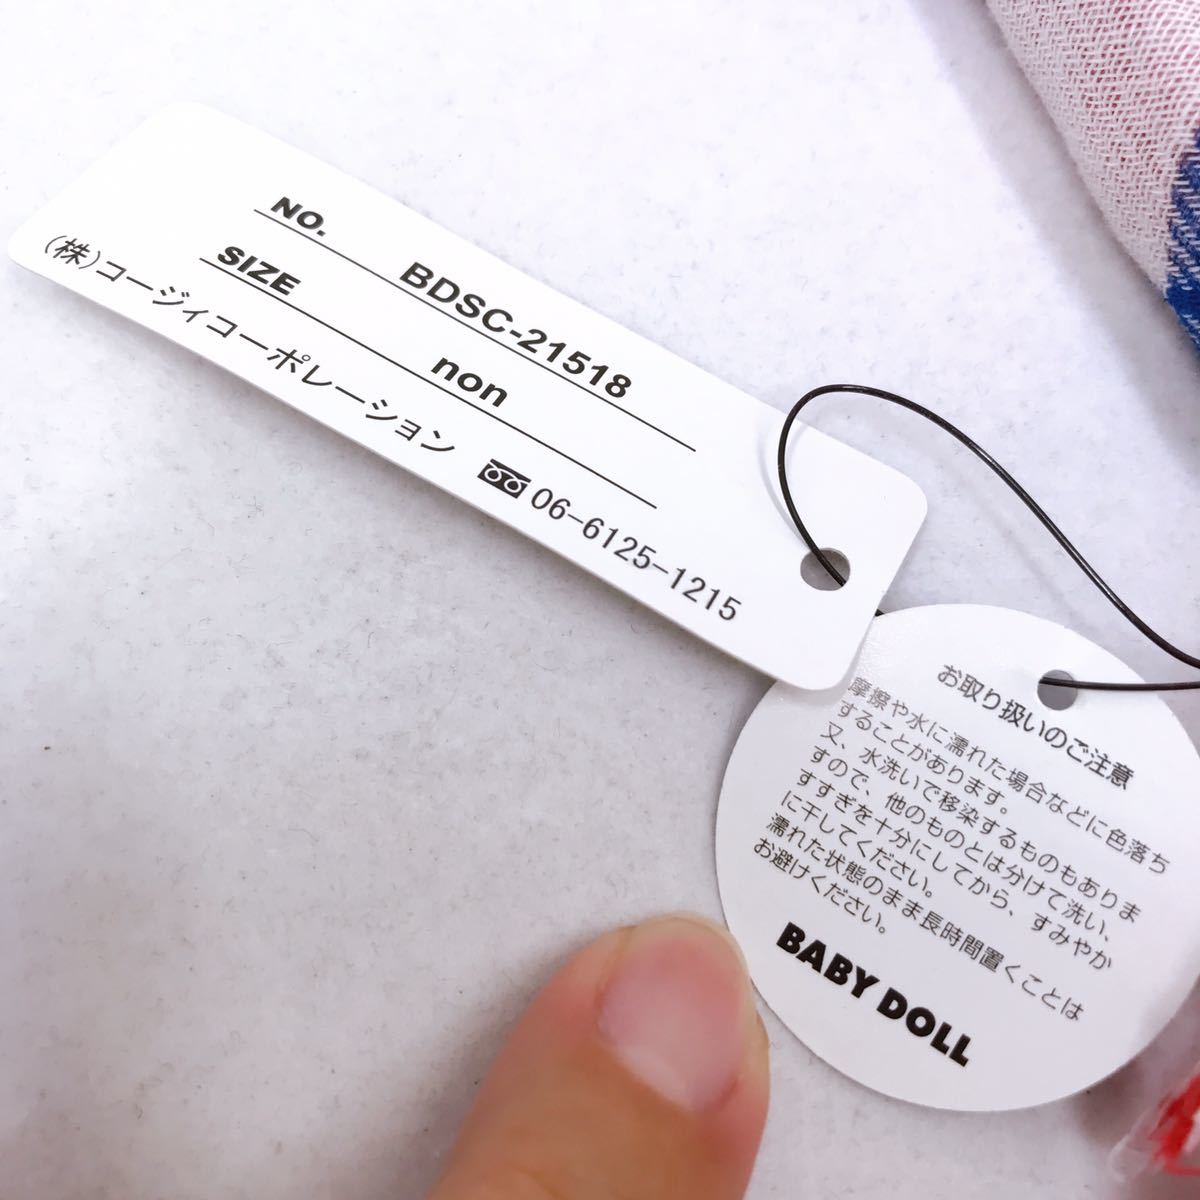 NO. BDSC-21518
SIZE non
(株)コージィコーポレーション 06-6125-1215
お取り扱いのご注意
摩擦や水に濡れた場合などに色落ち
することがあります。
又、水洗いで移染するものもありま
すので、他のものとは分けて洗い、
すすぎを十分にしてから、すみやか
に干してください。
濡れた状態のまま長時間置くことは
お避けください。
BABY DOLL